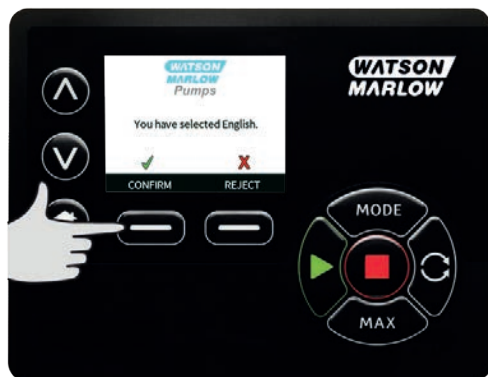 WATSON
MARLOW
Pumps
You have selected English.
CONFIRM
REJECT
WATSON
MARLOW
MODE
MAX